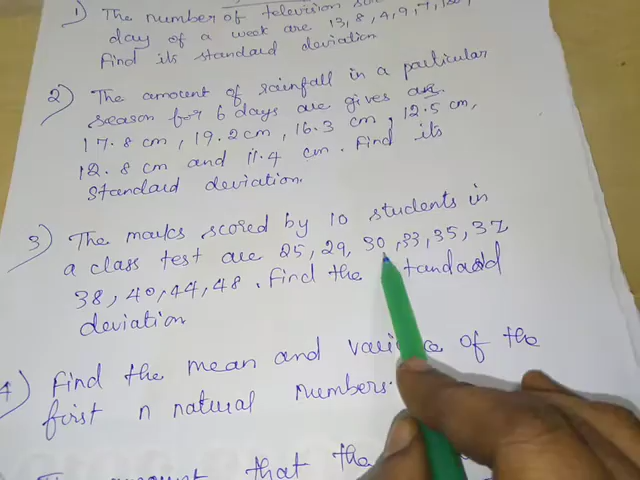 1) The number of television
day of a week are 13, 8, 4, 9, 7,
Find its standard deviation
2) The amount of rainfall in a particular
season for 6 days are given as
17.8 cm, 19.2 cm, 16.3 cm, 12.5 cm,
12.8 cm and 11.4 cm. Find its
standard deviation.
3) The marks scored by 10 students in
a class test are 25, 29, 30, 33, 35, 37
38, 40, 44, 48. Find the standard
deviation
4) Find the mean and of the
first n natural numbers.
amount that the